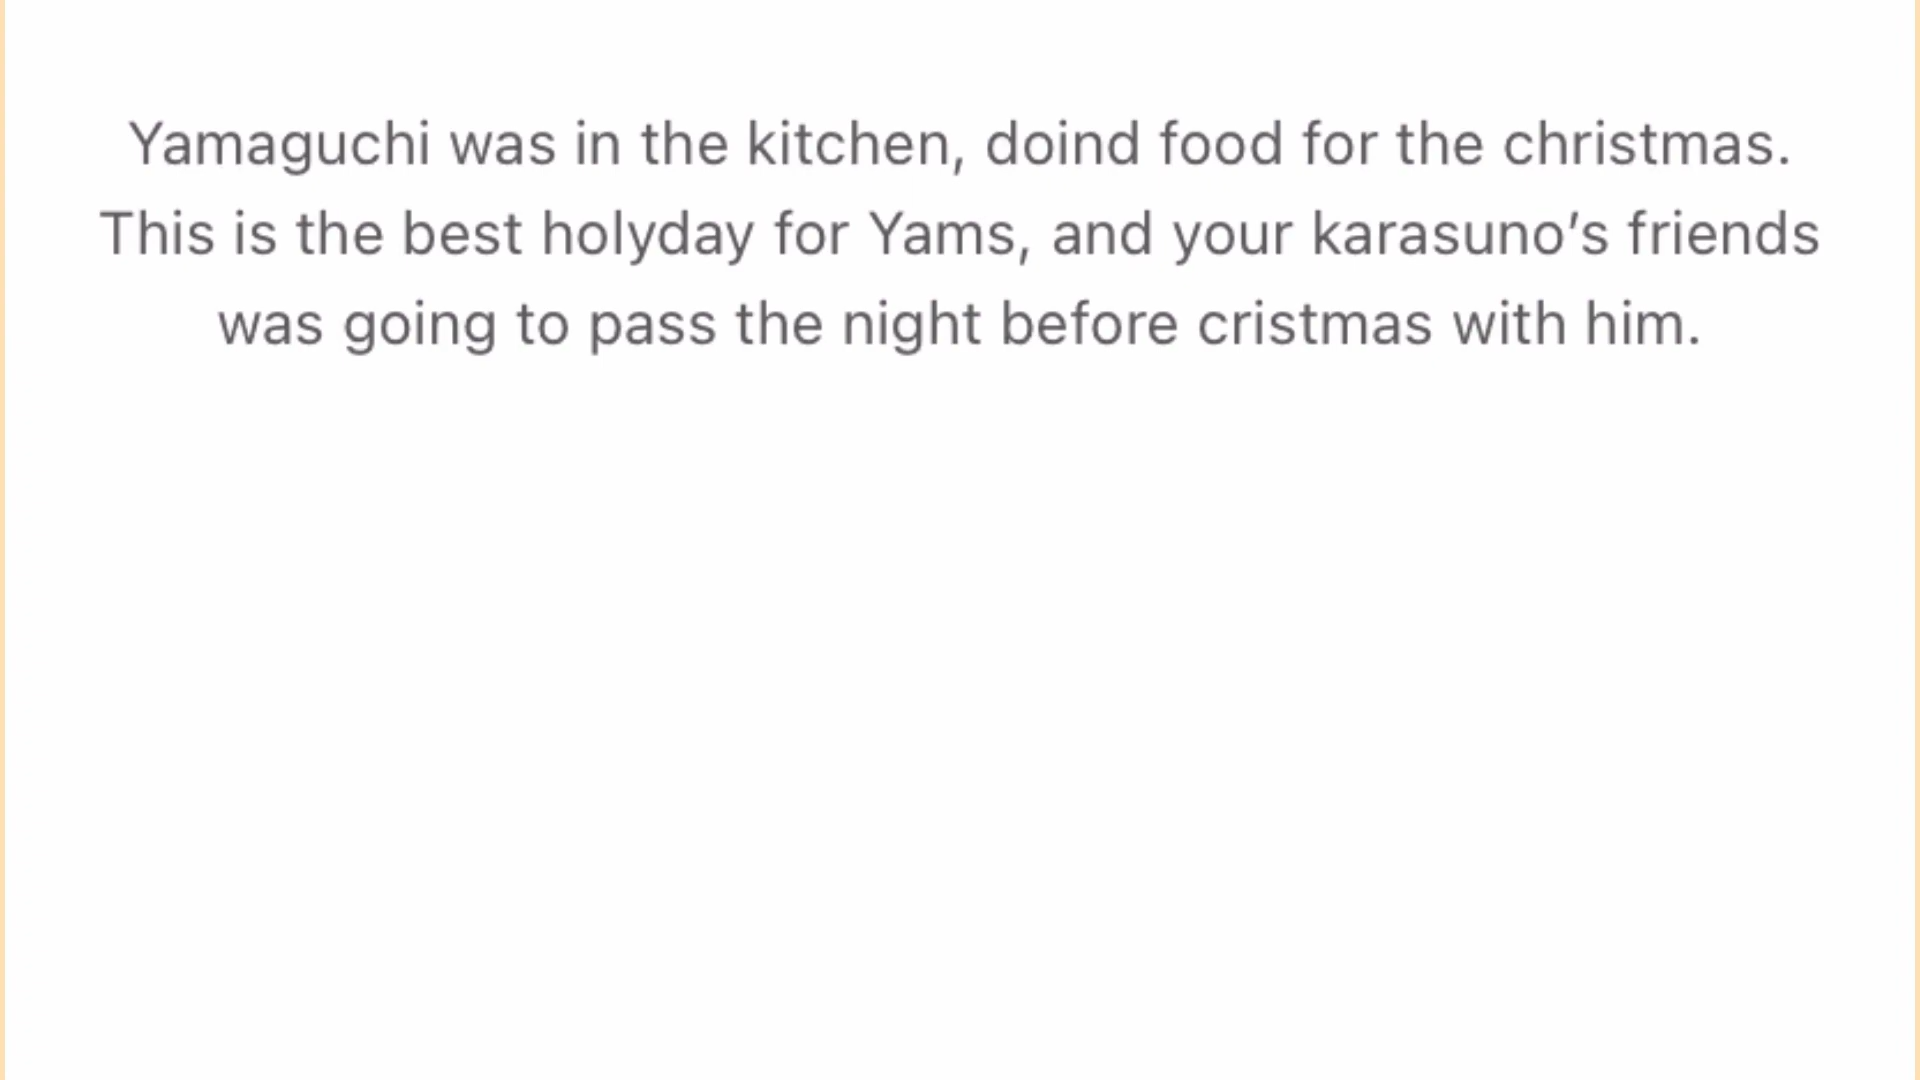 Yamaguchi was in the kitchen, doind food for the christmas.
This is the best holyday for Yams, and your karasuno’s friends
was going to pass the night before cristmas with him.